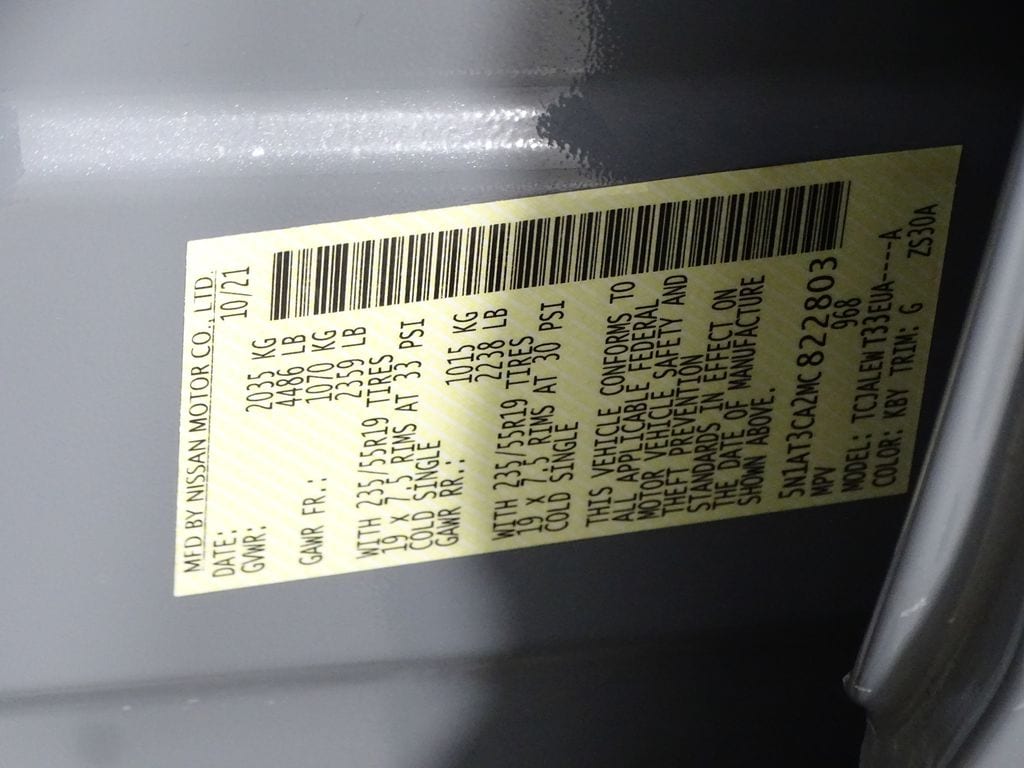 MFD BY NISSAN MOTOR CO., LTD
DATE: 10/21
GVWR: 2035 KG
4486 LB
GAWR FR.: 1070 KG
2359 LB
WITH 235/55R19 TIRES
19 X 7.5 RIMS AT 33 PSI
COLD SINGLE
GAWR RR.: 1015 KG
2238 LB
WITH 235/55R19 TIRES
19 X 7.5 RIMS AT 30 PSI
COLD SINGLE
THIS VEHICLE CONFORMS TO
ALL APPLICABLE FEDERAL
MOTOR VEHICLE SAFETY AND
THEFT PREVENTION
STANDARDS IN EFFECT ON
THE DATE OF MANUFACTURE
SHOWN ABOVE.
5N1AT3CA2MC822803
MPV 968
MODEL: TCJALEW T33EUA----A
COLOR: KBY TRIM: G ZS30A